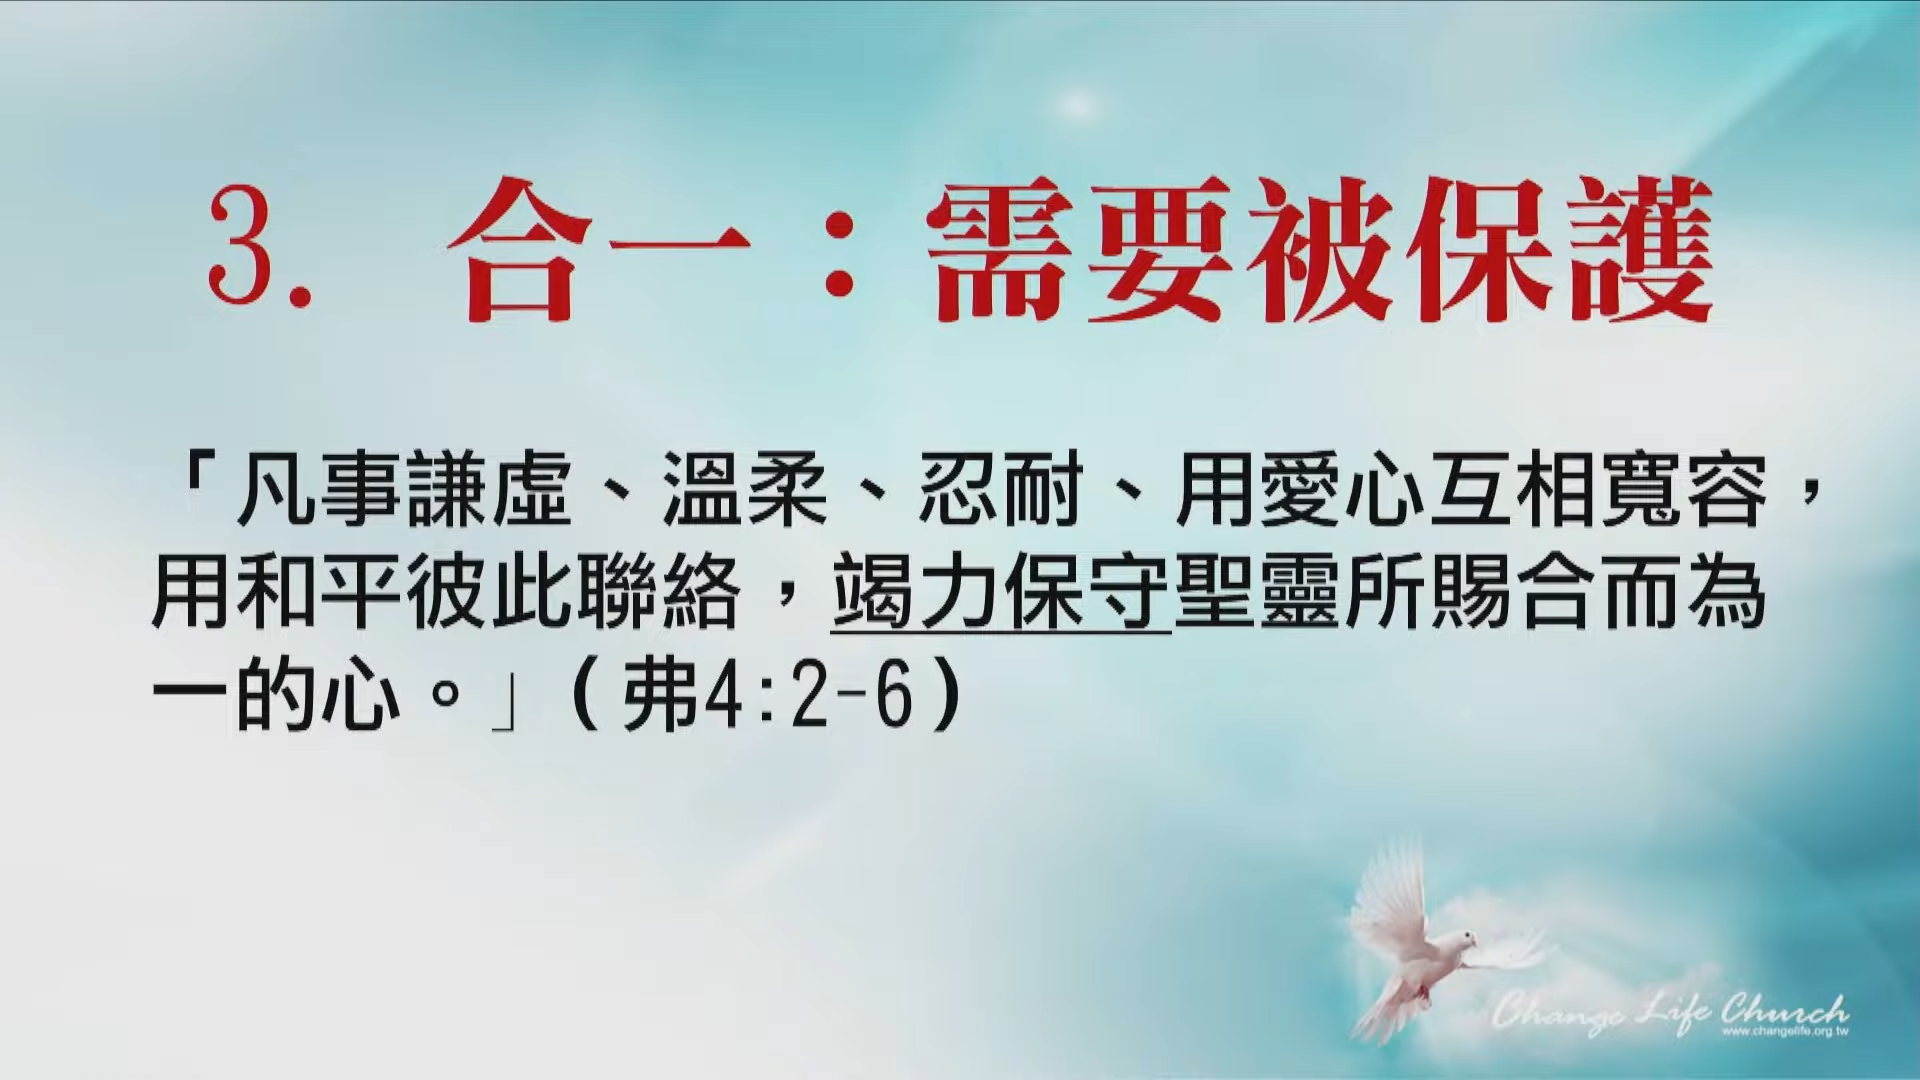 3. 合一：需要被保護
「凡事謙虛、溫柔、忍耐、用愛心互相寬容，
用和平彼此聯絡，竭力保守聖靈所賜合而為
一的心。」（弗4:2-6）
Change Life Church
www.changelife.org.tw